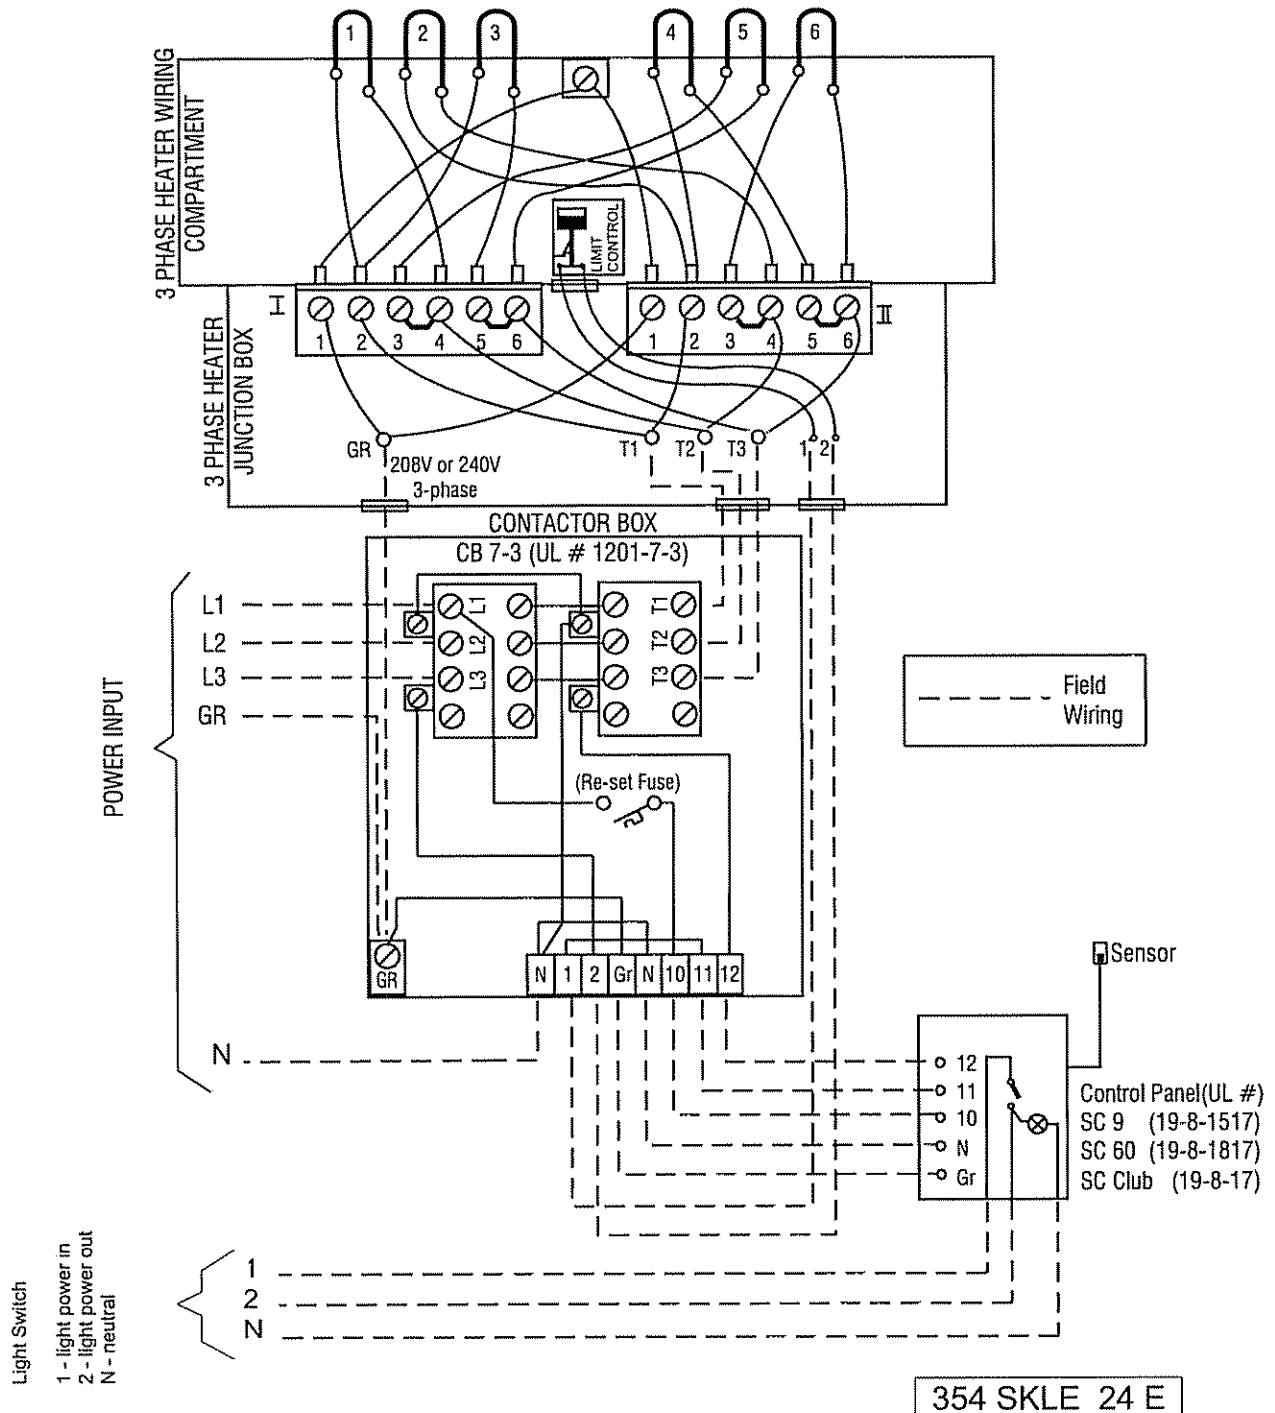 1 2 3 4 5 6
3 PHASE HEATER WIRING
COMPARTMENT
LIMIT
CONTROL
I
II
1 2 3 4 5 6
1 2 3 4 5 6
3 PHASE HEATER
JUNCTION BOX
GR
T1 T2 T3 1 2
208V or 240V
3-phase
CONTACTOR BOX
CB 7-3 (UL # 1201-7-3)
POWER INPUT
L1
L2
L3
GR
L1
L2
L3
T1
T2
T3
(Re-set Fuse)
Field
Wiring
GR
N 1 2 Gr N 10 11 12
N
Sensor
12
11
10
N
Gr
Control Panel(UL #)
SC 9 (19-8-1517)
SC 60 (19-8-1817)
SC Club (19-8-17)
Light Switch
1 - light power in
2 - light power out
N - neutral
1
2
N
354 SKLE 24 E